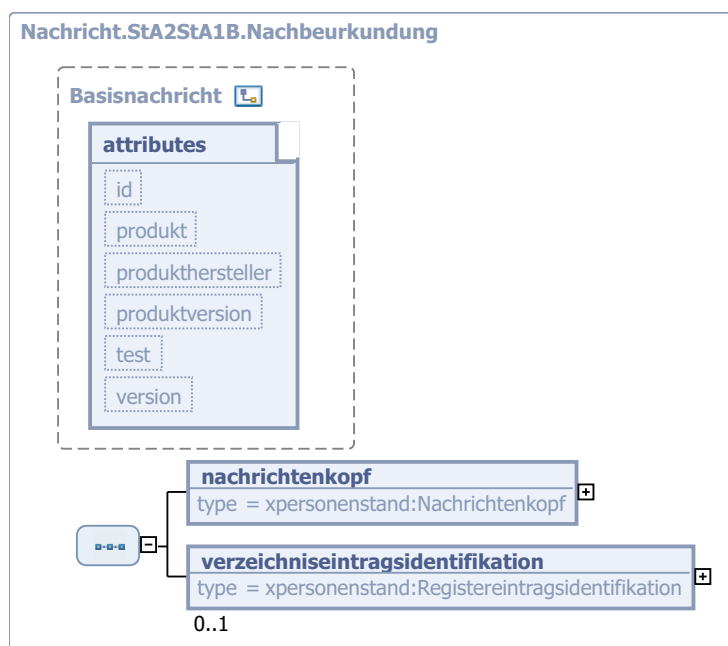 Nachricht.StA2StA1B.Nachbeurkundung
Basisnachricht
attributes
id
produkt
produkthersteller
produktversion
test
version
nachrichtenkopf
type = xpersonenstand:Nachrichtenkopf
verzeichniseintragsidentifikation
type = xpersonenstand:Registereintragsidentifikation
0..1